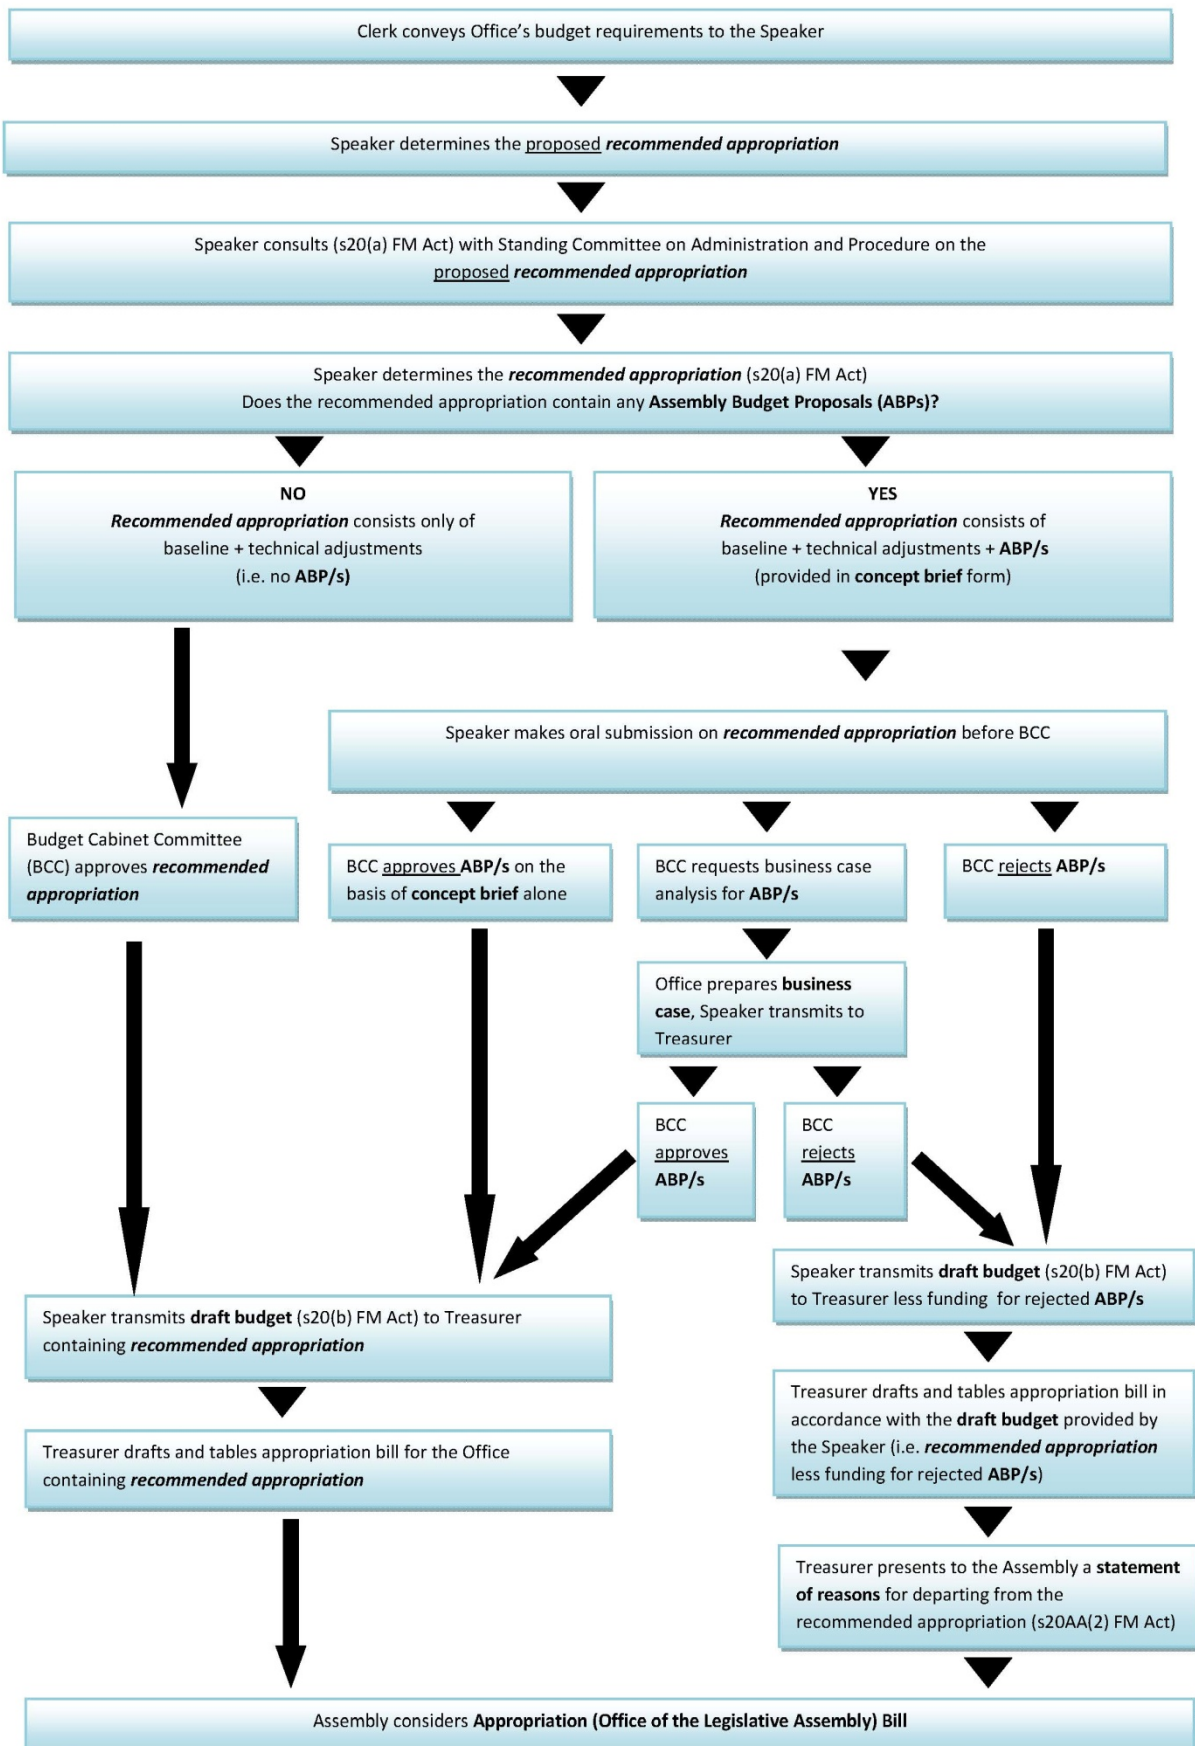 Clerk conveys Office's budget requirements to the Speaker
Speaker determines the proposed recommended appropriation
Speaker consults (s20(a) FM Act) with Standing Committee on Administration and Procedure on the
proposed recommended appropriation
Speaker determines the recommended appropriation (s20(a) FM Act)
Does the recommended appropriation contain any Assembly Budget Proposals (ABPs)?
NO
Recommended appropriation consists only of
baseline + technical adjustments
(i.e. no ABP/s)
YES
Recommended appropriation consists of
baseline + technical adjustments + ABP/s
(provided in concept brief form)
Speaker makes oral submission on recommended appropriation before BCC
Budget Cabinet Committee
(BCC) approves recommended
appropriation
BCC approves ABP/s on the
basis of concept brief alone
BCC requests business case
analysis for ABP/s
BCC rejects ABP/s
Office prepares business
case, Speaker transmits to
Treasurer
BCC
approves
ABP/s
BCC
rejects
ABP/s
Speaker transmits draft budget (s20(b) FM Act) to Treasurer
containing recommended appropriation
Speaker transmits draft budget (s20(b) FM Act)
to Treasurer less funding for rejected ABP/s
Treasurer drafts and tables appropriation bill for the Office
containing recommended appropriation
Treasurer drafts and tables appropriation bill in
accordance with the draft budget provided by
the Speaker (i.e. recommended appropriation
less funding for rejected ABP/s)
Treasurer presents to the Assembly a statement
of reasons for departing from the
recommended appropriation (s20AA(2) FM Act)
Assembly considers Appropriation (Office of the Legislative Assembly) Bill